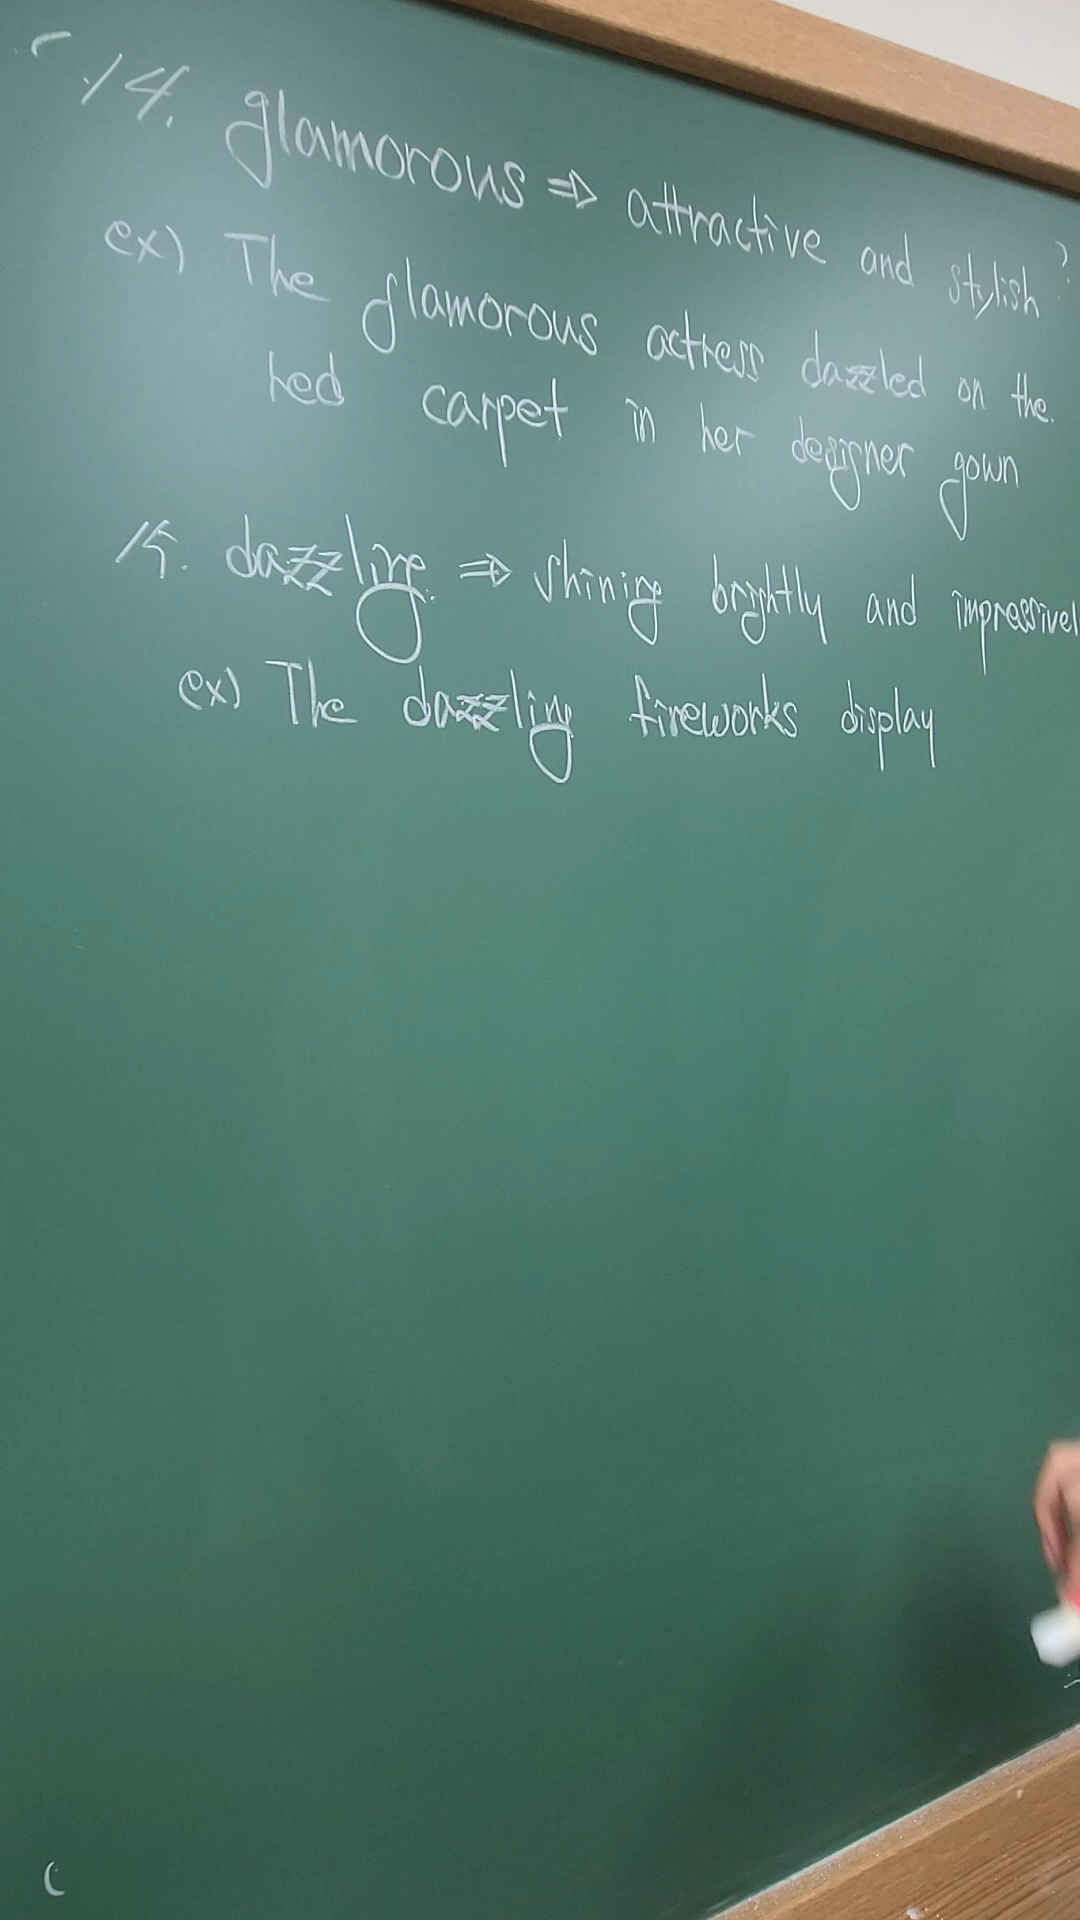 14. glamorous ⇒ attractive and stylish
ex) The glamorous actress dazzled on the
red carpet in her designer gown
15. dazzling ⇒ shining brightly and impressivel
ex) The dazzling fireworks display